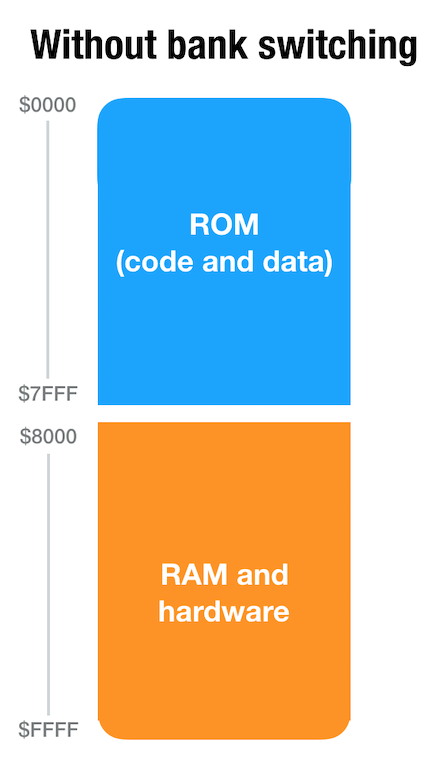 Without bank switching
$0000
ROM
(code and data)
$7FFF
$8000
RAM and
hardware
$FFFF